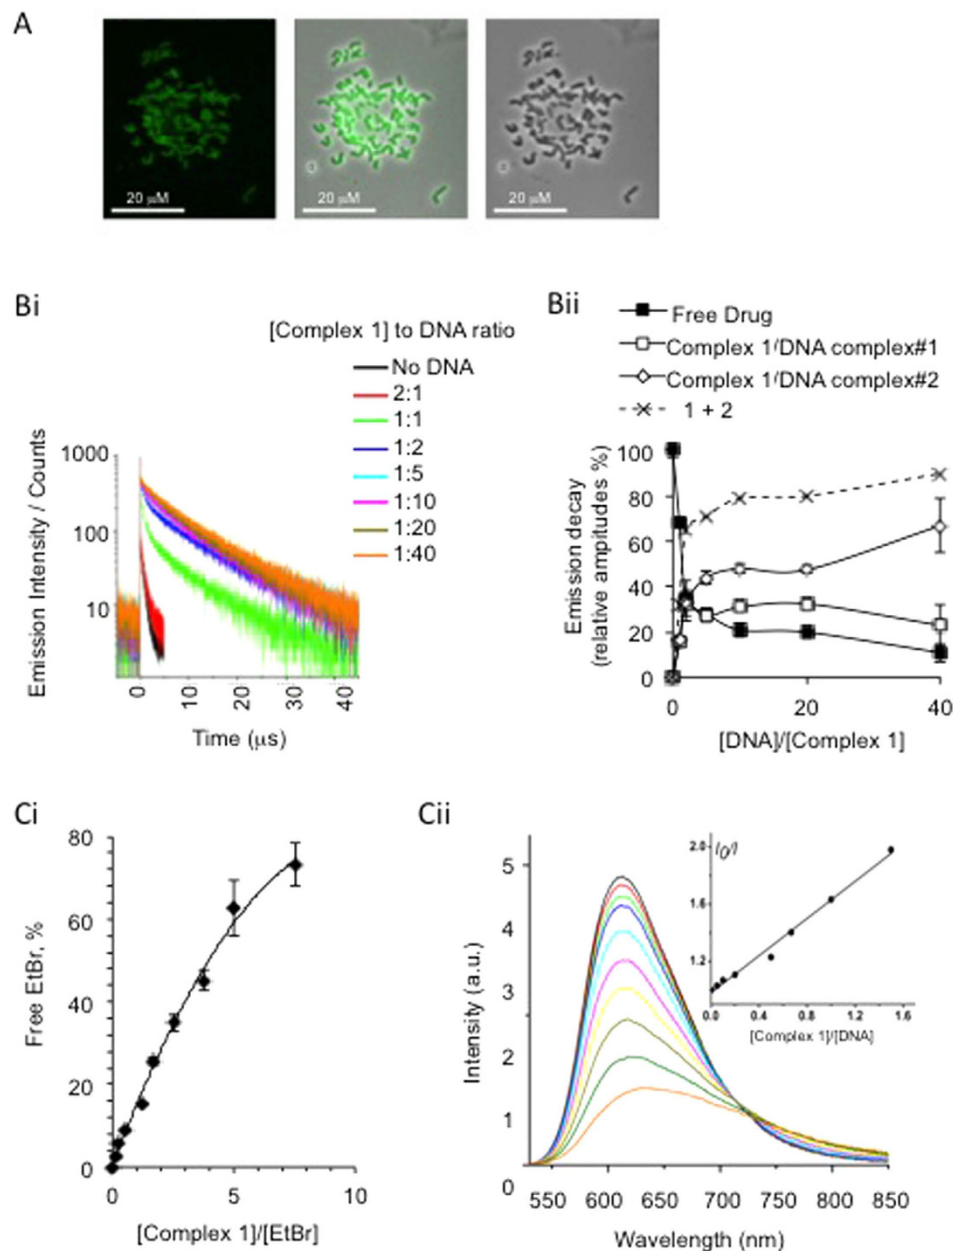 A
20 µM
20 µM
20 µM
Bi
[Complex 1] to DNA ratio
No DNA
2:1
1:1
1:2
1:5
1:10
1:20
1:40
Emission Intensity / Counts
1000
100
10
0
10
20
30
40
Time (µs)
Bii
Free Drug
Complex 1/DNA complex#1
Complex 1/DNA complex#2
1 + 2
Emission decay
(relative amplitudes %)
100
80
60
40
20
0
0
20
40
[DNA]/[Complex 1]
Ci
Free EtBr, %
80
60
40
20
0
0
5
10
[Complex 1]/[EtBr]
Cii
Intensity (a.u.)
5
4
3
2
1
0
550
600
650
700
750
800
850
Wavelength (nm)
I0/I
2.0
1.6
1.2
0.0
0.4
0.8
1.2
1.6
[Complex 1]/[DNA]